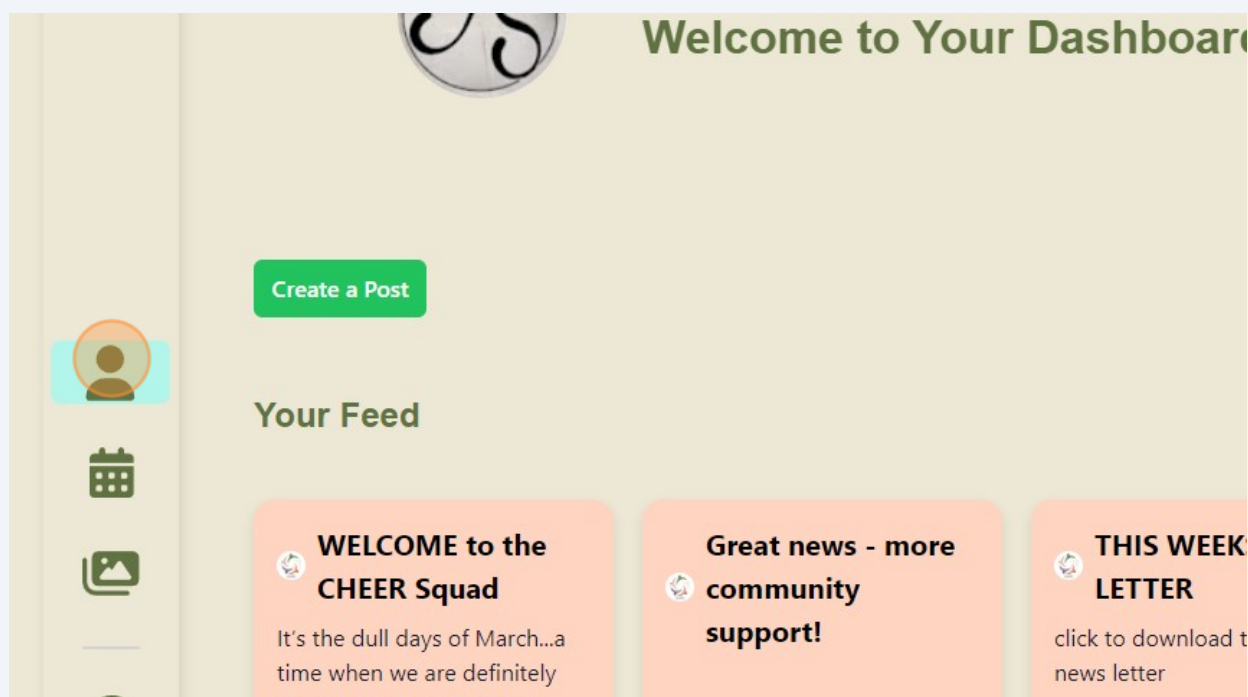 Welcome to Your Dashboard
Create a Post
Your Feed
WELCOME to the
CHEER Squad
It's the dull days of March...a
time when we are definitely
Great news - more
community
support!
THIS WEEK
LETTER
click to download
news letter